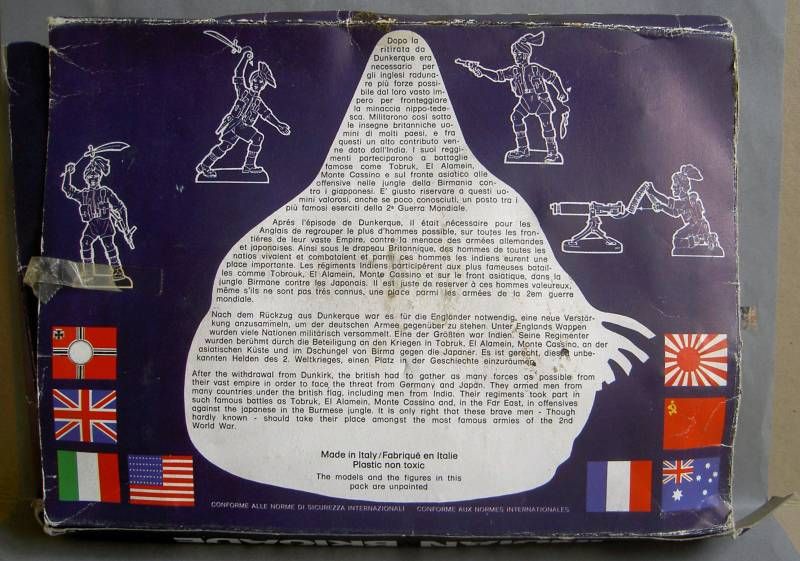 Dopo la
ritirata da
Dunkerque era
necessario per
gli inglesi raduna-
re più forze possi-
bile dal loro vasto im-
pero per fronteggiare
la minaccia nippo-tede-
sca. Militarono così sotto
le insegne britanniche uo-
mini di molti paesi, e fra
questi un alto contributo ven-
ne dato dall'India. I suoi reggi-
menti parteciparono a battaglie
famose come Tobruk, El Alamein,
Monte Cassino e sul fronte asiatico alle
offensive nelle jungle della Birmania con-
tro i giapponesi. E' giusto riservare a questi uo-
mini valorosi, anche se poco conosciuti, un posto tra i
più famosi eserciti della 2ª Guerra Mondiale.
Après l'épisode de Dunkerque, il était nécessaire pour les
Anglais de regrouper le plus d'hommes possible, sur toutes les fron-
tières de leur vaste Empire, contre la menace des armées allemandes
et japonaises. Ainsi sous le drapeau Britannique, des hommes de toutes les
natios vivaient et combataient et parmi ces hommes les indiens eurent une
place importante. Les régiments Indiens participèrent aux plus fameuses batail-
les comme Tobrouk, El Alamein, Monte Cassino et sur le front asiatique, dans la
jungle Birmane contre les Japonais. Il est juste de reserver à ces hommes valeureux,
même s'ils ne sont pas très connus, une place parmi les armées de la 2em guerre
mondiale.
Nach dem Rückzug aus Dunkerque war es für die Engländer notwendig, eine neue Verstär-
kung anzusammeln, um der deutschen Armee gegenüber zu stehen. Unter Englands Wappen
wurden viele Nationen militärisch versammelt. Eine der Größten war Indien. Seine Regimenter
wurden berühmt durch die Beteiligung an den Kriegen in Tobruk, El Alamein, Monte Cassino, an der
asiatischen Küste und im Dschungel von Birma gegen die Japaner. Es ist gerecht, diesen unbe-
kannten Helden des 2. Weltkrieges, einen Platz in der Geschichte einzuräumen.
After the withdrawal from Dunkirk, the british had to gather as many forces as possible from
their vast empire in order to face the threat from Germany and Japan. They armed men from
many countries under the british flag, including men from India. Their regiments took part in
such famous battles as Tobruk, El Alamein, Monte Cassino and, in the Far East, in offensives
against the japanese in the Burmese jungle. It is only right that these brave men - Though
hardly known - should take their place amongst the most famous armies of the 2nd
World War.
Made in Italy/Fabriqué en Italie
Plastic non toxic
The models and the figures in this
pack are unpainted
CONFORME ALLE NORME DI SICUREZZA INTERNAZIONALI CONFORME AUX NORMES INTERNATIONALES